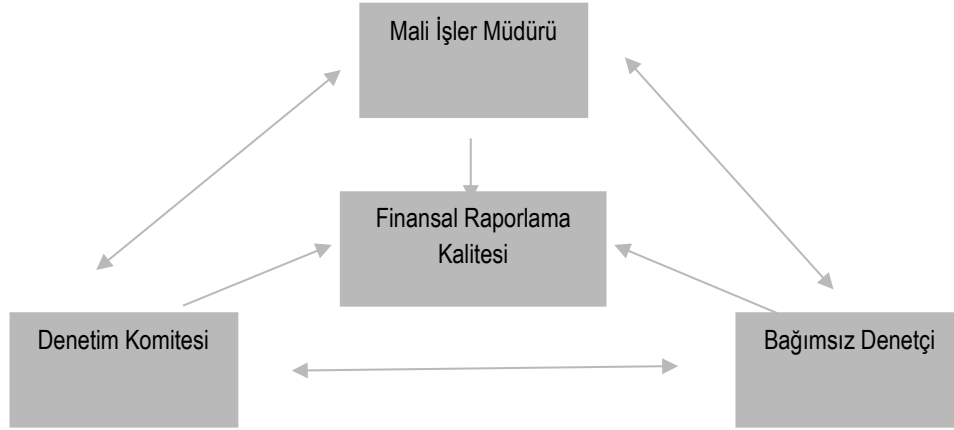 Mali İşler Müdürü
Finansal Raporlama
Kalitesi
Denetim Komitesi
Bağımsız Denetçi